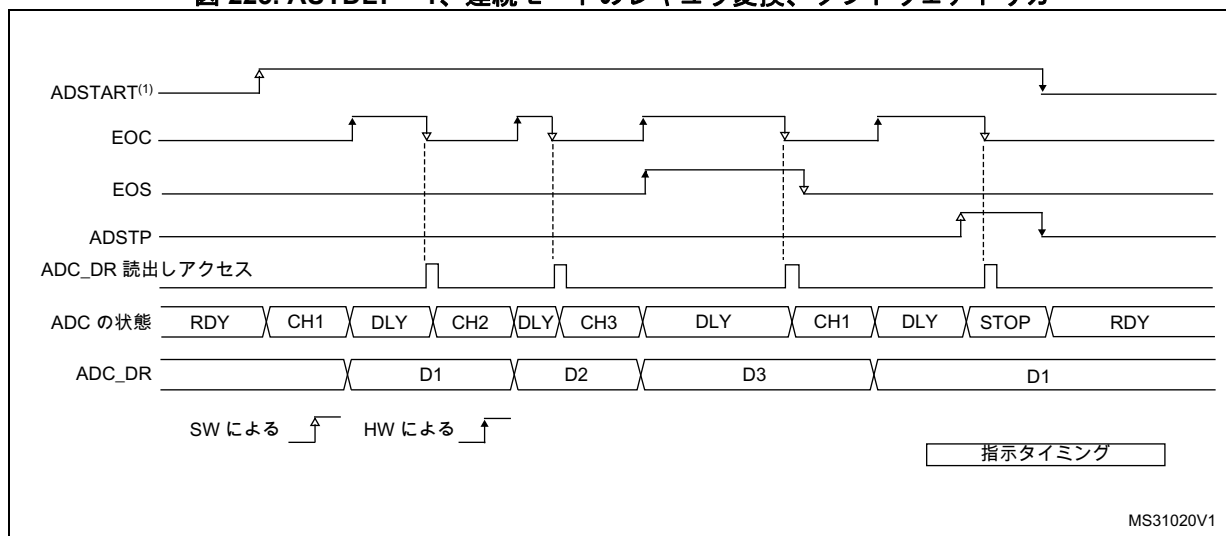 ADSTART(1)
EOC
EOS
ADSTP
ADC_DR 読出しアクセス
ADC の状態 RDY CH1 DLY CH2 DLY CH3 DLY CH1 DLY STOP RDY
ADC_DR D1 D2 D3 D1
SW による HW による
指示タイミング
MS31020V1